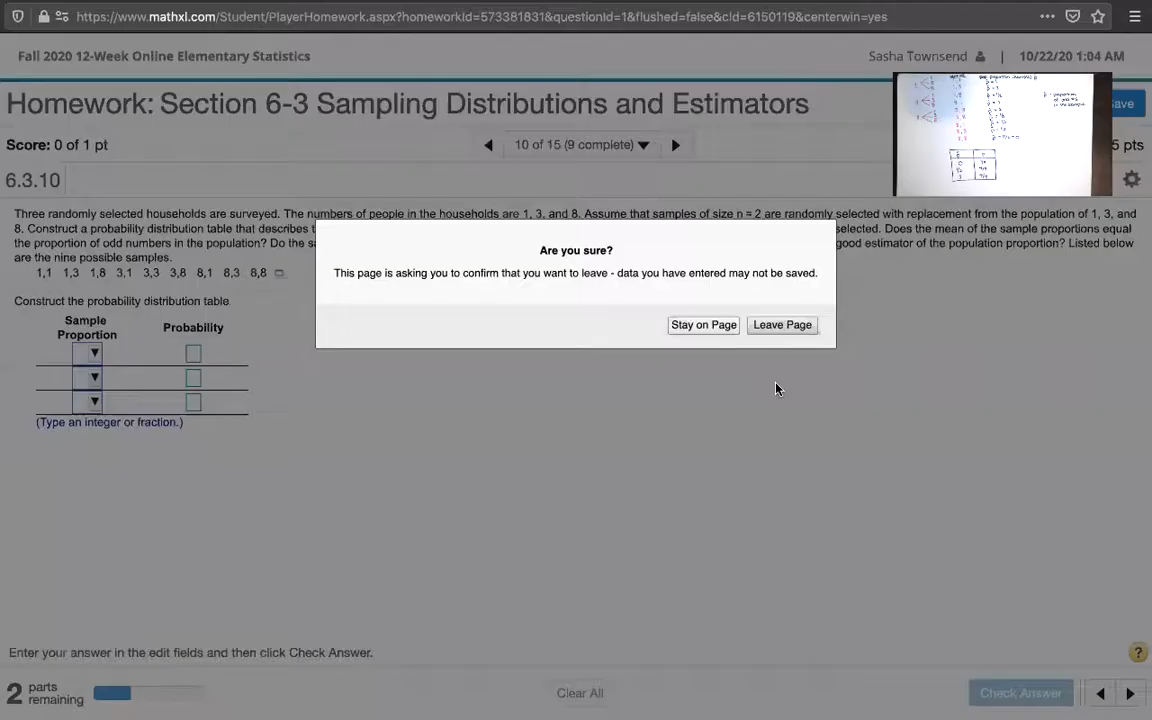 https://www.mathxl.com/Student/PlayerHomework.aspx?homeworkId=573381831&questionId=1&flushed=false&cId=6150119&centerwin=yes
Fall 2020 12-Week Online Elementary Statistics
Sasha Townsend | 10/22/20 1:04 AM
Homework: Section 6-3 Sampling Distributions and Estimators
ave
Score: 0 of 1 pt
10 of 15 (9 complete)
5 pts
6.3.10
Three randomly selected households are surveyed. The numbers of people in the households are 1, 3, and 8. Assume that samples of size n = 2 are randomly selected with replacement from the population of 1, 3, and
8. Construct a probability distribution table that describes t selected. Does the mean of the sample proportions equal
the proportion of odd numbers in the population? Do the sa good estimator of the population proportion? Listed below
are the nine possible samples.
1,1 1,3 1,8 3,1 3,3 3,8 8,1 8,3 8,8
Are you sure?
This page is asking you to confirm that you want to leave - data you have entered may not be saved.
Stay on Page Leave Page
Construct the probability distribution table.
Sample
Proportion
Probability
(Type an integer or fraction.)
Enter your answer in the edit fields and then click Check Answer.
?
2 parts
remaining
Clear All
Check Answer